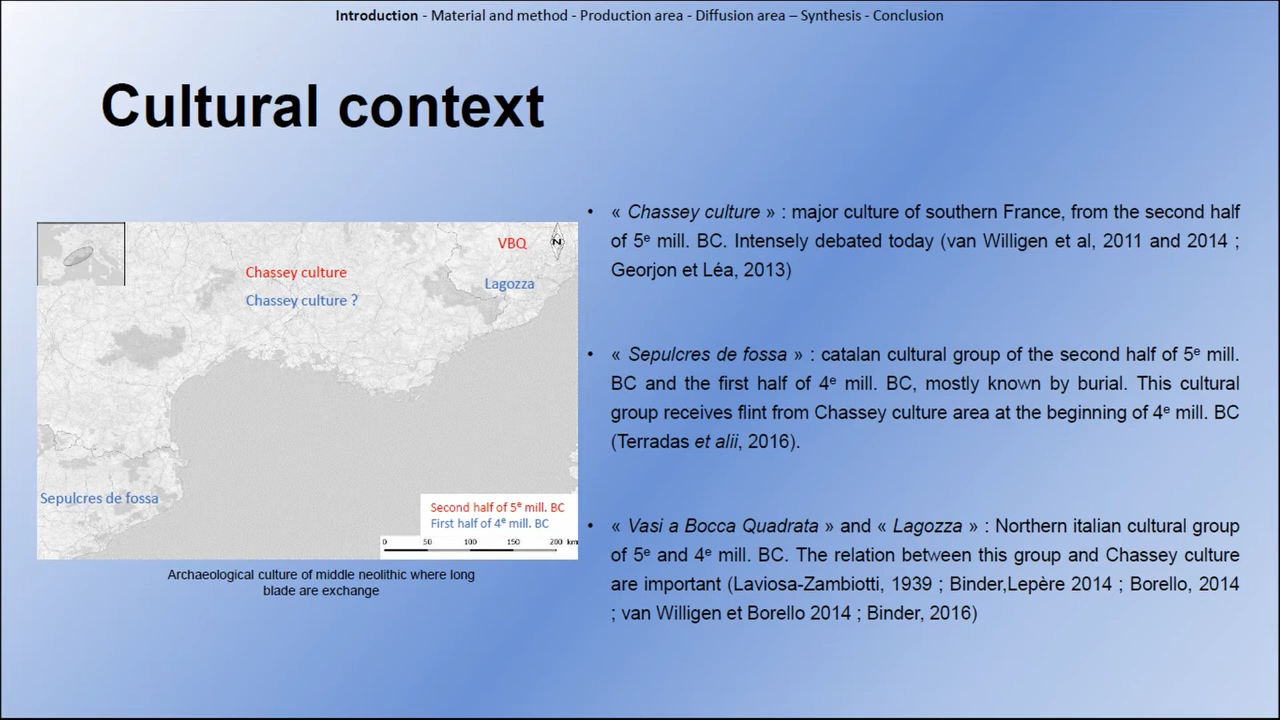 Introduction - Material and method - Production area - Diffusion area – Synthesis - Conclusion
Cultural context
VBQ
N
Chassey culture
Lagozza
Chassey culture ?
Sepulcres de fossa
Second half of 5e mill. BC
First half of 4e mill. BC
0 50 100 150 200 km
Archaeological culture of middle neolithic where long
blade are exchange
• « Chassey culture » : major culture of southern France, from the second half
of 5e mill. BC. Intensely debated today (van Willigen et al, 2011 and 2014 ;
Georjon et Léa, 2013)
• « Sepulcres de fossa » : catalan cultural group of the second half of 5e mill.
BC and the first half of 4e mill. BC, mostly known by burial. This cultural
group receives flint from Chassey culture area at the beginning of 4e mill. BC
(Terradas et alii, 2016).
• « Vasi a Bocca Quadrata » and « Lagozza » : Northern italian cultural group
of 5e and 4e mill. BC. The relation between this group and Chassey culture
are important (Laviosa-Zambiotti, 1939 ; Binder,Lepère 2014 ; Borello, 2014
; van Willigen et Borello 2014 ; Binder, 2016)